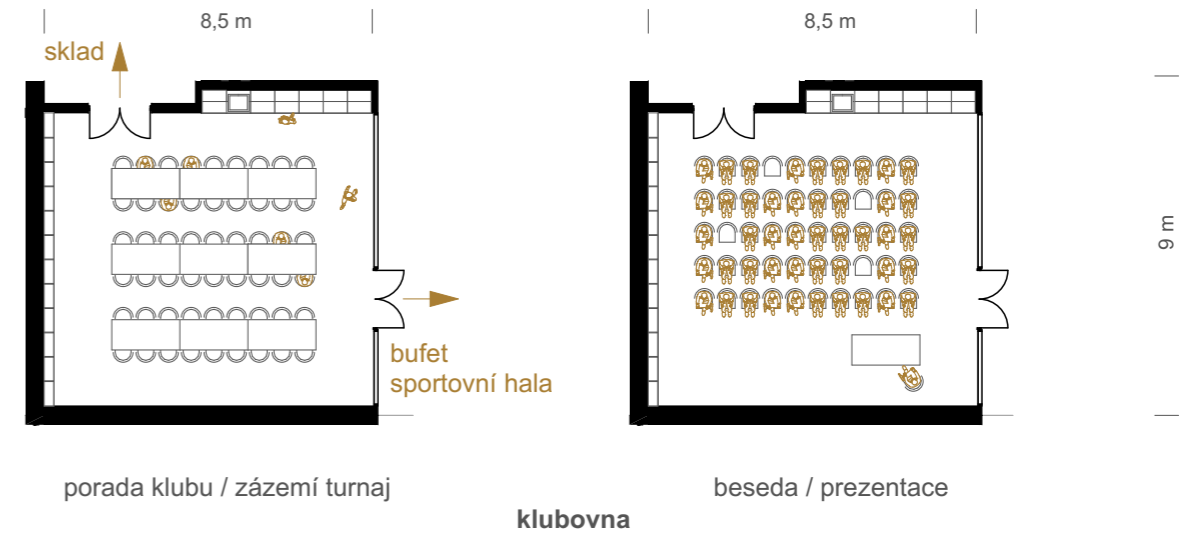 8,5 m
8,5 m
sklad
9 m
bufet
sportovní hala
porada klubu / zázemí turnaj
beseda / prezentace
klubovna